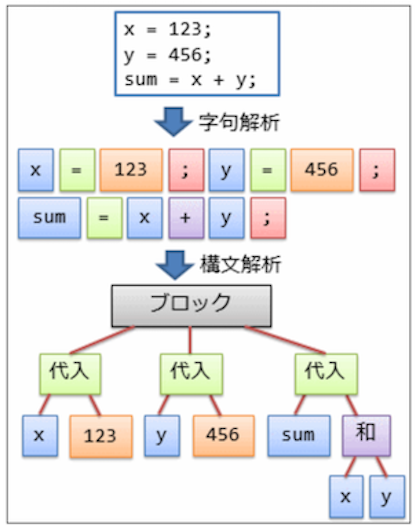 x = 123;
y = 456;
sum = x + y;
字句解析
x = 123 ; y = 456 ;
sum = x + y ;
構文解析
ブロック
代入 代入 代入
x 123 y 456 sum 和
x y